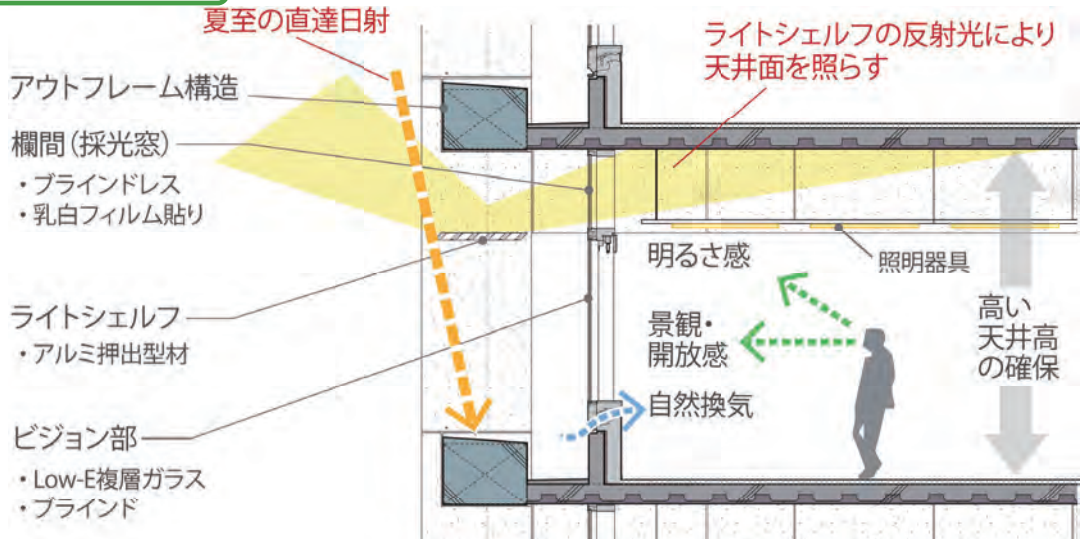 夏至の直達日射
ライトシェルフの反射光により
天井面を照らす
アウトフレーム構造
欄間(採光窓)
・ブラインドレス
・乳白フィルム貼り
ライトシェルフ
・アルミ押出型材
ビジョン部
・Low-E複層ガラス
・ブラインド
明るさ感
照明器具
景観・
開放感
自然換気
高い
天井高
の確保